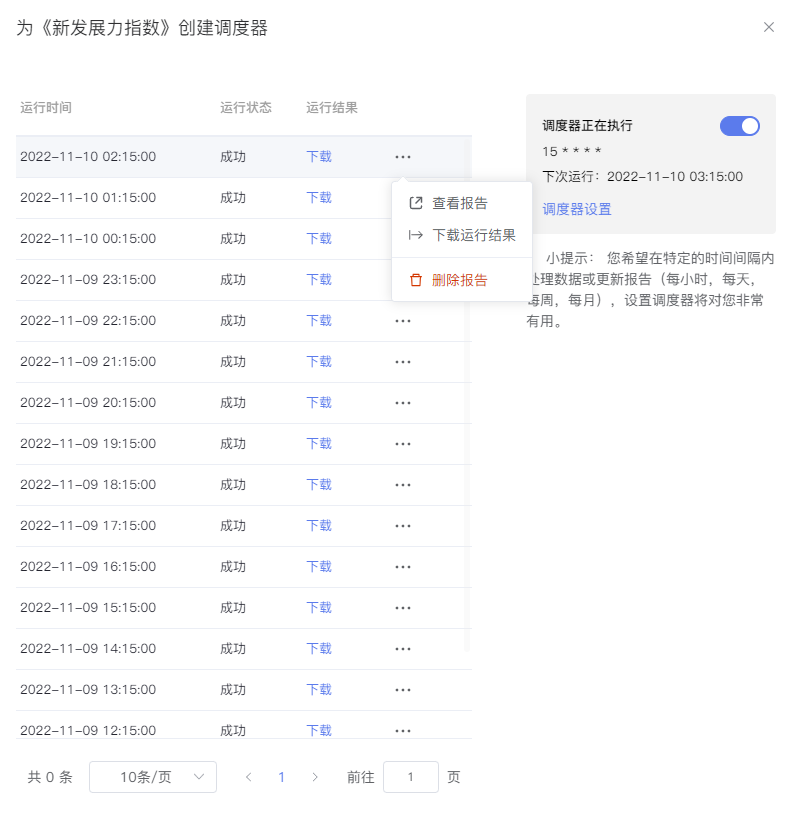 为《新发展力指数》创建调度器
运行时间 运行状态 运行结果
2022-11-10 02:15:00 成功 下载 ···
2022-11-10 01:15:00 成功 下载
2022-11-10 00:15:00 成功 下载
2022-11-09 23:15:00 成功 下载
2022-11-09 22:15:00 成功 下载 ···
2022-11-09 21:15:00 成功 下载 ···
2022-11-09 20:15:00 成功 下载 ···
2022-11-09 19:15:00 成功 下载 ···
2022-11-09 18:15:00 成功 下载 ···
2022-11-09 17:15:00 成功 下载 ···
2022-11-09 16:15:00 成功 下载 ···
2022-11-09 15:15:00 成功 下载 ···
2022-11-09 14:15:00 成功 下载 ···
2022-11-09 13:15:00 成功 下载 ···
2022-11-09 12:15:00 成功 下载 ···
查看报告
下载运行结果
删除报告
共 0 条 10条/页 1 前往 1 页
调度器正在执行
15 * * * *
下次运行：2022-11-10 03:15:00
调度器设置
小提示： 您希望在特定的时间间隔内
处理数据或更新报告（每小时，每天，
每周，每月），设置调度器将对您非常
有用。